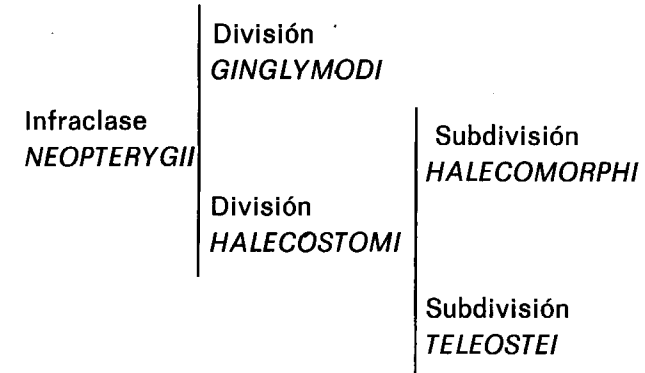 División
GINGLYMODI
Infraclase
NEOPTERYGII
Subdivisión
HALECOMORPHI
División
HALECOSTOMI
Subdivisión
TELEOSTEI